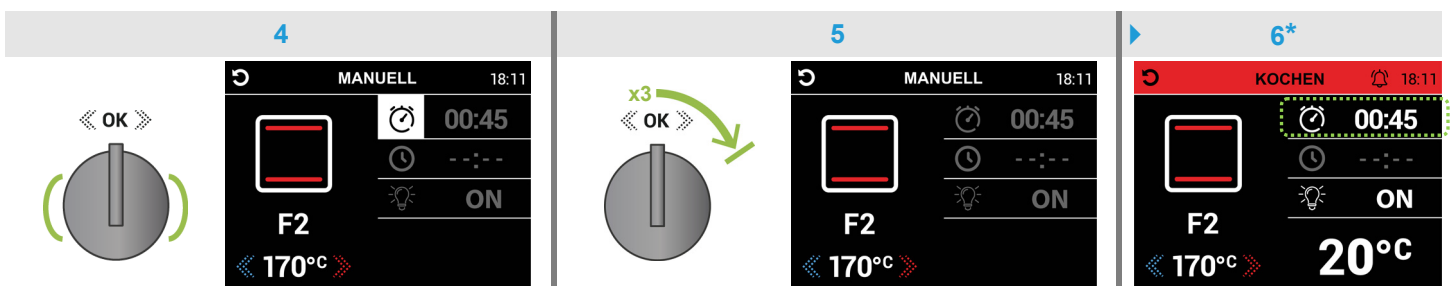 4
OK
MANUELL 18:11
00:45
--:--
ON
F2
170°C
5
x3
OK
MANUELL 18:11
00:45
--:--
ON
F2
170°C
6*
KOCHEN 18:11
00:45
--:--
ON
F2
170°C
20°C